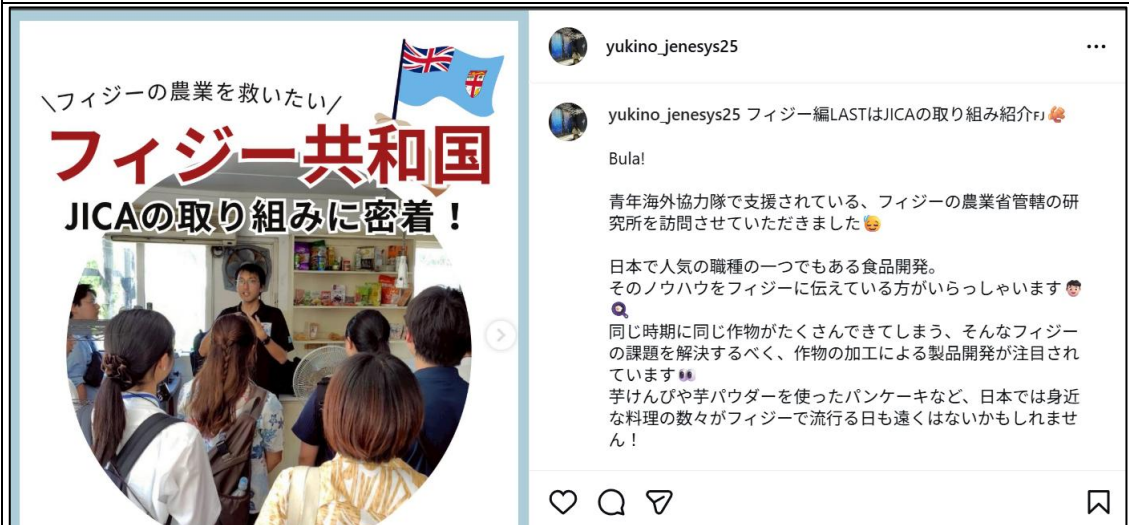 \フィジーの農業を救いたい/
フィジー共和国
JICAの取り組みに密着！
yukino_jenesys25
yukino_jenesys25 フィジー編LASTはJICAの取り組み紹介🇫🇯
Bula!
青年海外協力隊で支援されている、フィジーの農業省管轄の研
究所を訪問させていただきました
日本で人気の職種の一つでもある食品開発。
そのノウハウをフィジーに伝えている方がいらっしゃいます
同じ時期に同じ作物がたくさんできてしまう、そんなフィジー
の課題を解決するべく、作物の加工による製品開発が注目され
ています👀
芋けんぴや芋パウダーを使ったパンケーキなど、日本では身近
な料理の数々がフィジーで流行る日も遠くはないかもしれませ
ん！